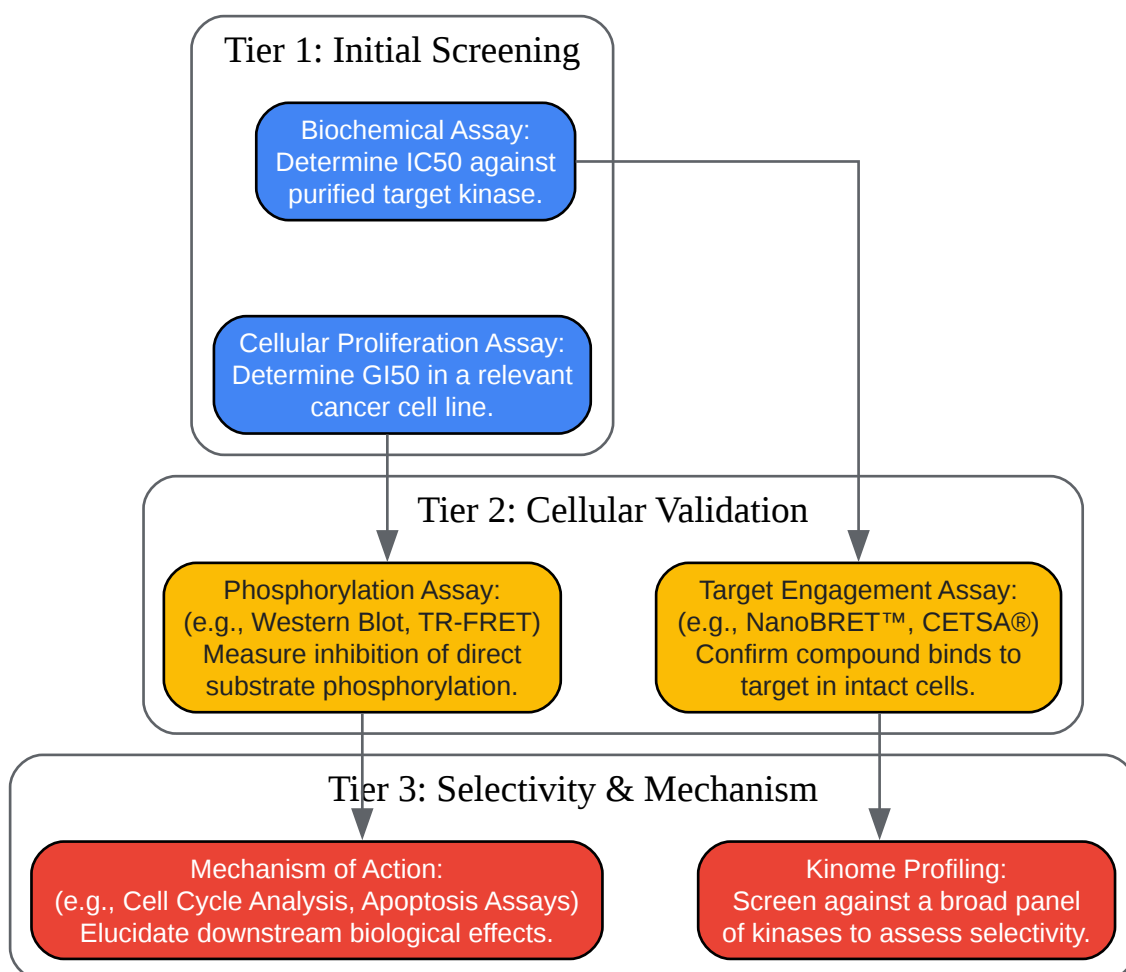 Tier 1: Initial Screening
Biochemical Assay:
Determine IC50 against
purified target kinase.
Cellular Proliferation Assay:
Determine GI50 in a relevant
cancer cell line.
Tier 2: Cellular Validation
Phosphorylation Assay:
(e.g., Western Blot, TR-FRET)
Measure inhibition of direct
substrate phosphorylation.
Target Engagement Assay:
(e.g., NanoBRET™, CETSA®)
Confirm compound binds to
target in intact cells.
Tier 3: Selectivity & Mechanism
Mechanism of Action:
(e.g., Cell Cycle Analysis, Apoptosis Assays)
Elucidate downstream biological effects.
Kinome Profiling:
Screen against a broad panel
of kinases to assess selectivity.